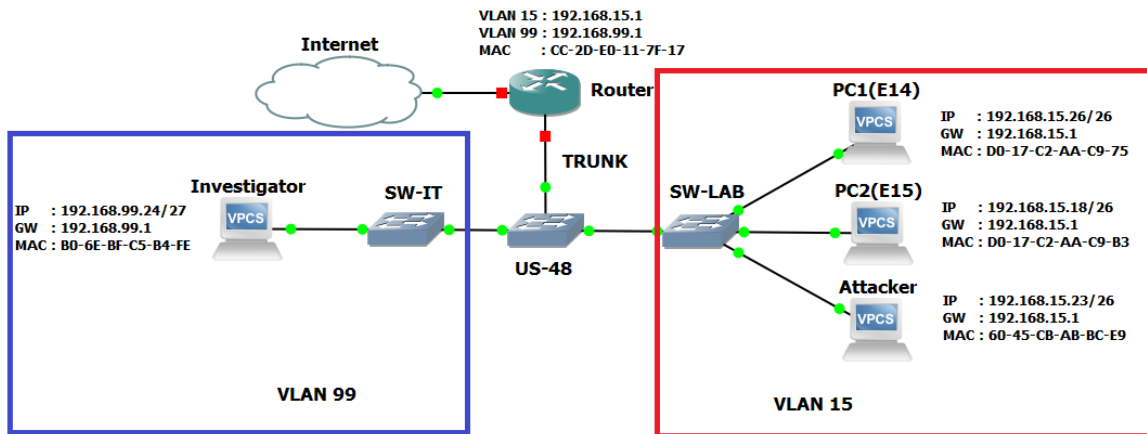 VLAN 15 : 192.168.15.1
VLAN 99 : 192.168.99.1
MAC : CC-2D-E0-11-7F-17
Internet
Router
TRUNK
Investigator
VPCS
IP : 192.168.99.24/27
GW : 192.168.99.1
MAC : B0-6E-BF-C5-B4-FE
SW-IT
US-48
SW-LAB
VLAN 99
PC1(E14)
VPCS
IP : 192.168.15.26/26
GW : 192.168.15.1
MAC : D0-17-C2-AA-C9-75
PC2(E15)
VPCS
IP : 192.168.15.18/26
GW : 192.168.15.1
MAC : D0-17-C2-AA-C9-B3
Attacker
VPCS
IP : 192.168.15.23/26
GW : 192.168.15.1
MAC : 60-45-CB-AB-BC-E9
VLAN 15